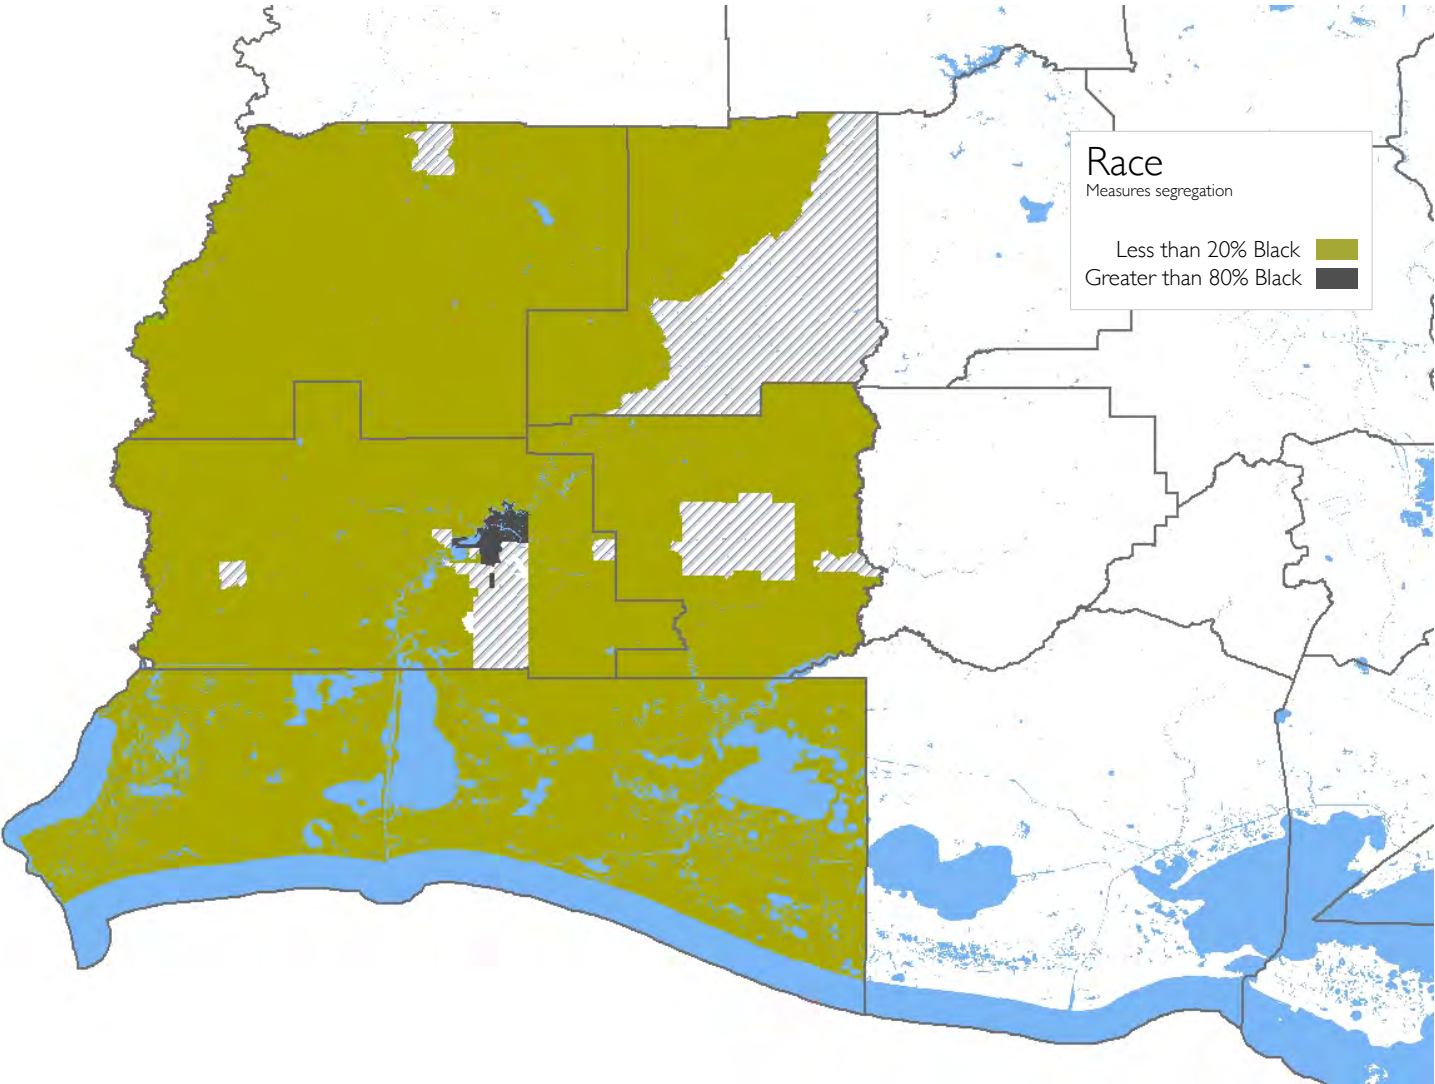 Race
Measures segregation
Less than 20% Black
Greater than 80% Black